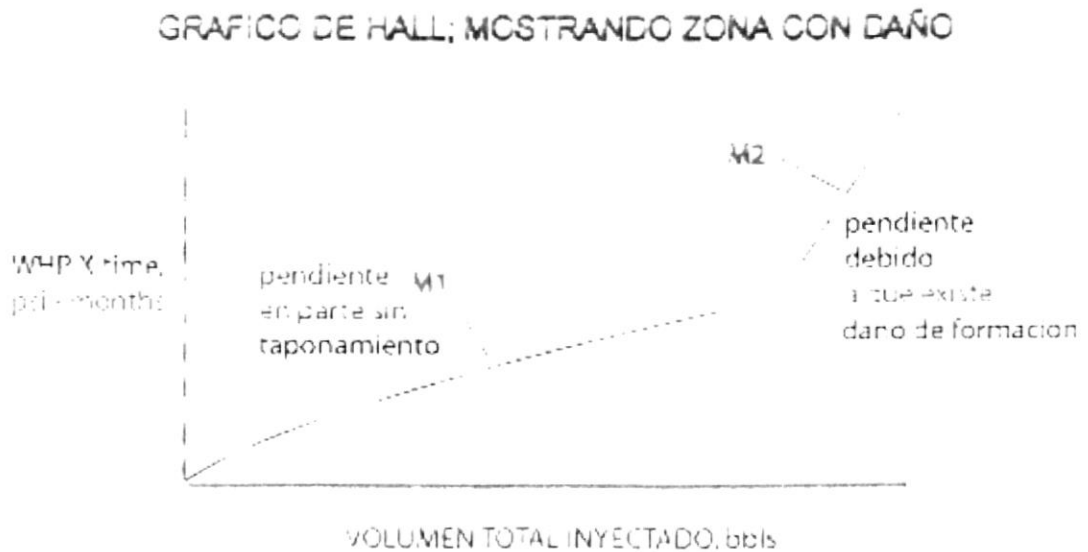 GRAFICO DE HALL; MOSTRANDO ZONA CON DAÑO
M2
WHP X time,
psi - months
pendiente
en parte sin
taponamiento
M1
pendiente
debido
a que existe
dano de formacion
VOLUMEN TOTAL INYECTADO, bbls